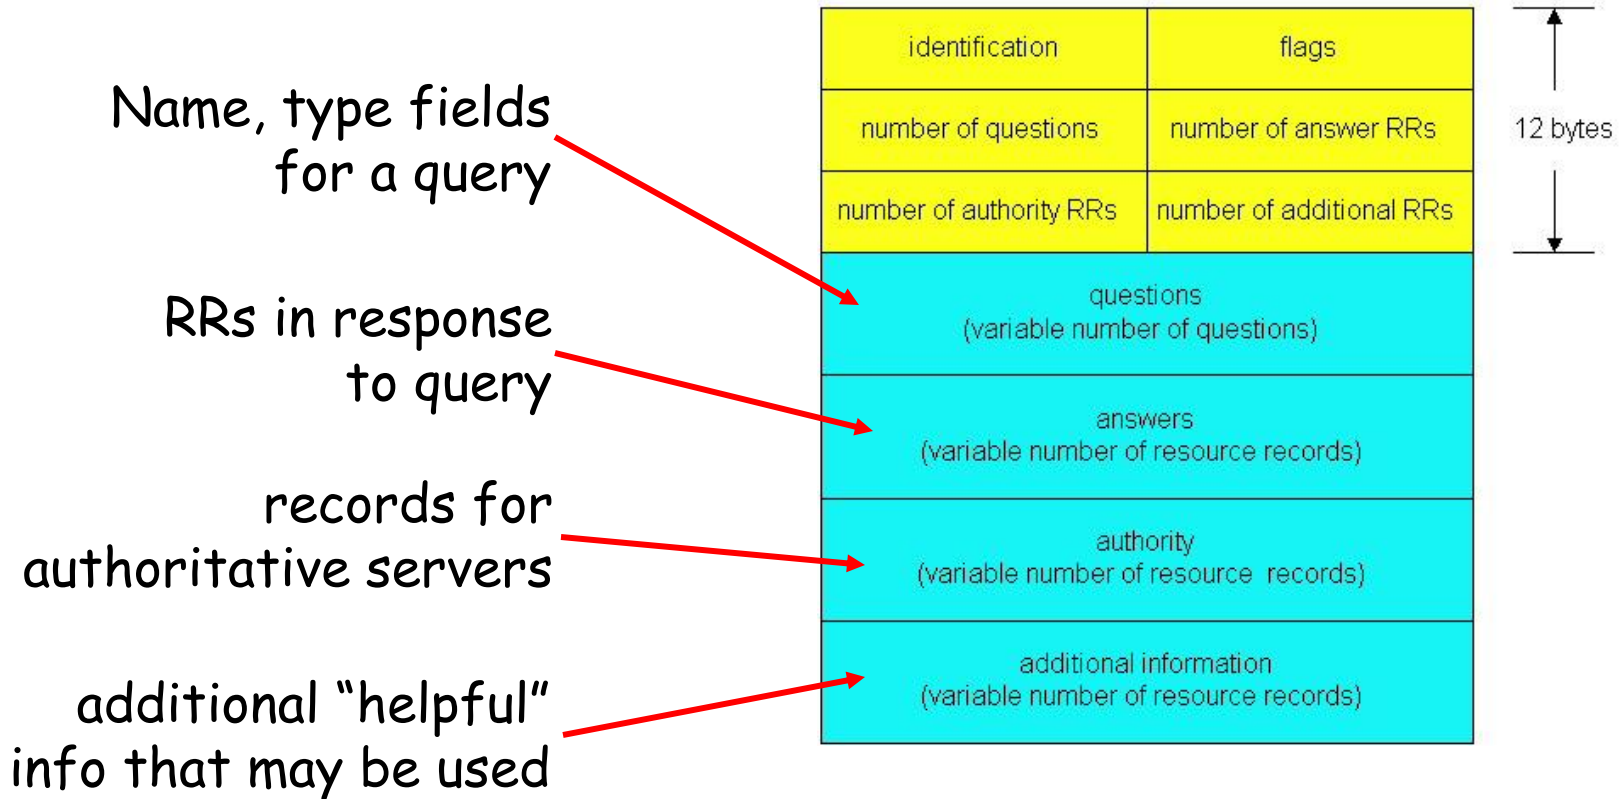 Name, type fields
for a query
RRs in response
to query
records for
authoritative servers
additional “helpful”
info that may be used
identification
flags
number of questions
number of answer RRs
number of authority RRs
number of additional RRs
12 bytes
questions
(variable number of questions)
answers
(variable number of resource records)
authority
(variable number of resource records)
additional information
(variable number of resource records)